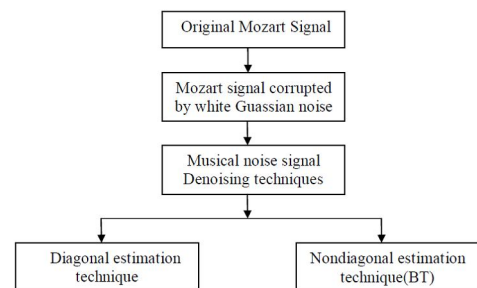 Original Mozart Signal
Mozart signal corrupted
by white Guassian noise
Musical noise signal
Denoising techniques
Diagonal estimation
technique
Nondiagonal estimation
technique(BT)